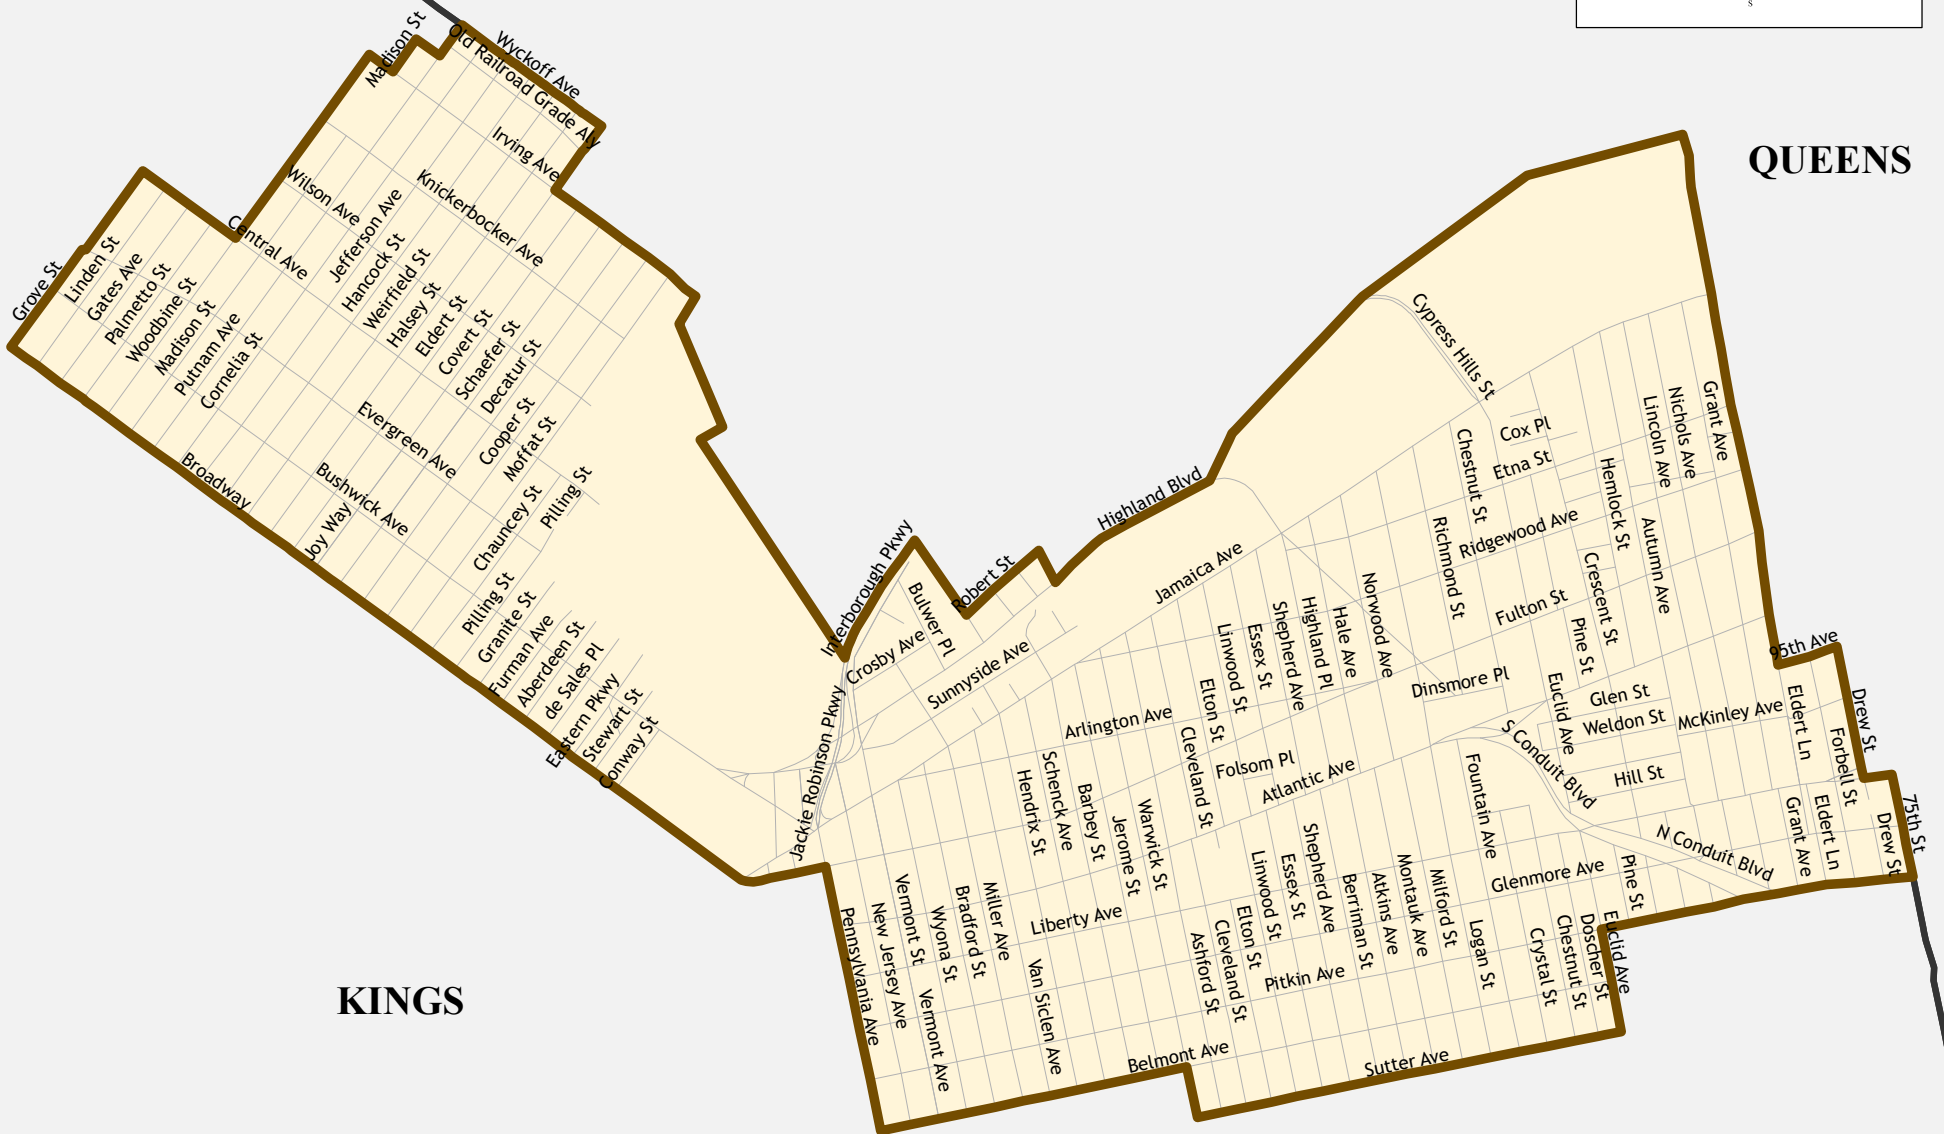 S
QUEENS
KINGS
Madison St
Wyckoff Ave
Old Railroad Grade Aly
Irving Ave
Wilson Ave
Knickerbocker Ave
Jefferson Ave
Central Ave
Hancock St
Weirfield St
Halsey St
Eldert St
Covert St
Schaefer St
Decatur St
Grove St
Linden St
Gates Ave
Palmetto St
Woodbine St
Madison St
Putnam Ave
Cornelia St
Evergreen Ave
Cooper St
Moffat St
Broadway
Bushwick Ave
Joy Way
Chauncey St
Pilling St
Pilling St
Granite St
Furman Ave
Aberdeen St
de Sales Pl
Eastern Pkwy
Stewart St
Conway St
Interborough Pkwy
Jackie Robinson Pkwy
Bulwer Pl
Crosby Ave
Robert St
Highland Blvd
Sunnyside Ave
Jamaica Ave
Cypress Hills St
Cox Pl
Etna St
Chestnut St
Richmond St
Ridgewood Ave
Hemlock St
Lincoln Ave
Nichols Ave
Grant Ave
Autumn Ave
Crescent St
Fulton St
Pine St
Norwood Ave
Hale Ave
Highland Pl
Shepherd Ave
Essex St
Linwood St
Elton St
Cleveland St
Arlington Ave
Folsom Pl
Atlantic Ave
Dinsmore Pl
Euclid Ave
Glen St
Weldon St
McKinley Ave
Hill St
S Conduit Blvd
N Conduit Blvd
Fountain Ave
95th Ave
Eldert Ln
Drew St
Forbell St
75th St
Grant Ave
Eldert Ln
Drew St
Hendrix St
Schenck Ave
Barbey St
Jerome St
Warwick St
Linwood St
Essex St
Shepherd Ave
Berriman St
Atkins Ave
Montauk Ave
Milford St
Glenmore Ave
Pine St
Logan St
Crystal St
Chestnut St
Doscher St
Euclid Ave
Pennsylvania Ave
New Jersey Ave
Vermont St
Wyona St
Bradford St
Miller Ave
Vermont Ave
Van Siclen Ave
Liberty Ave
Ashford St
Cleveland St
Elton St
Pitkin Ave
Belmont Ave
Sutter Ave